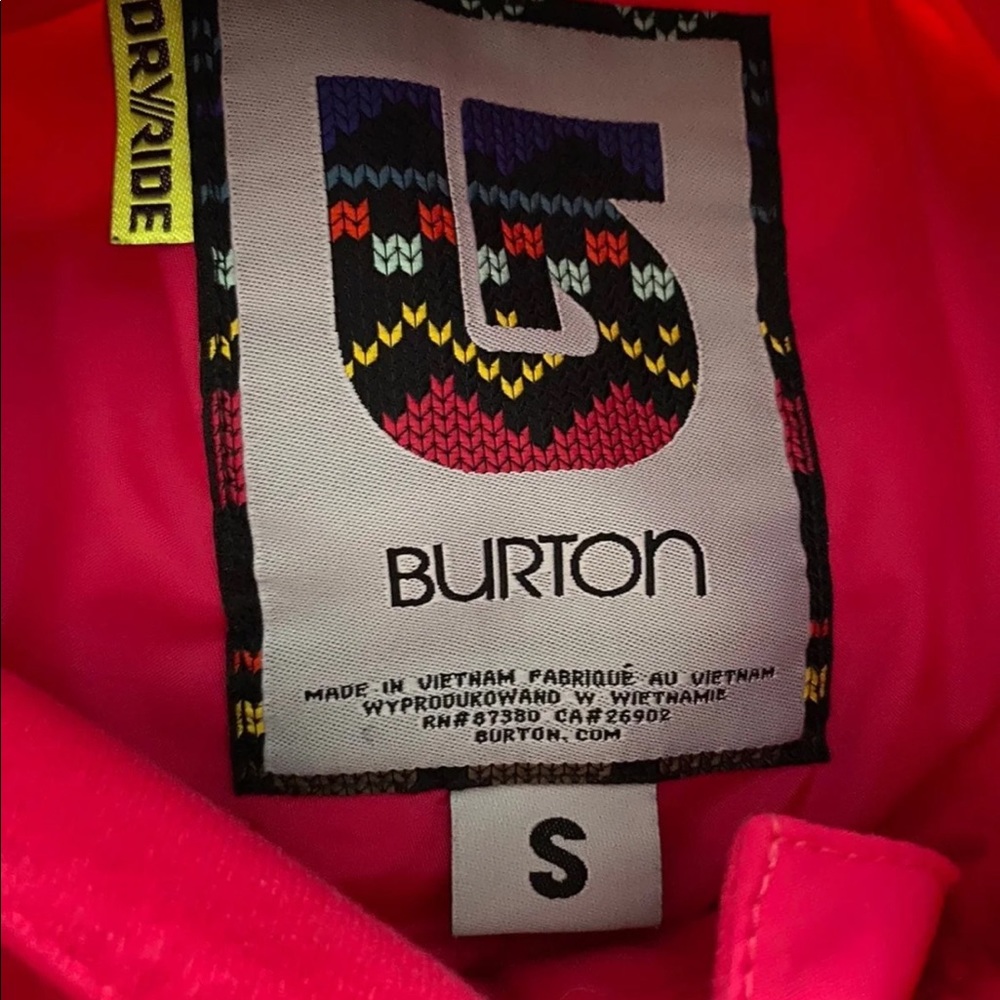 DRY//RIDE
BURTON
MADE IN VIETNAM FABRIQUÉ AU VIETNAM
WYPRODUKOWANO W WIETNAMIE
RN#87380 CA#26902
BURTON.COM
S